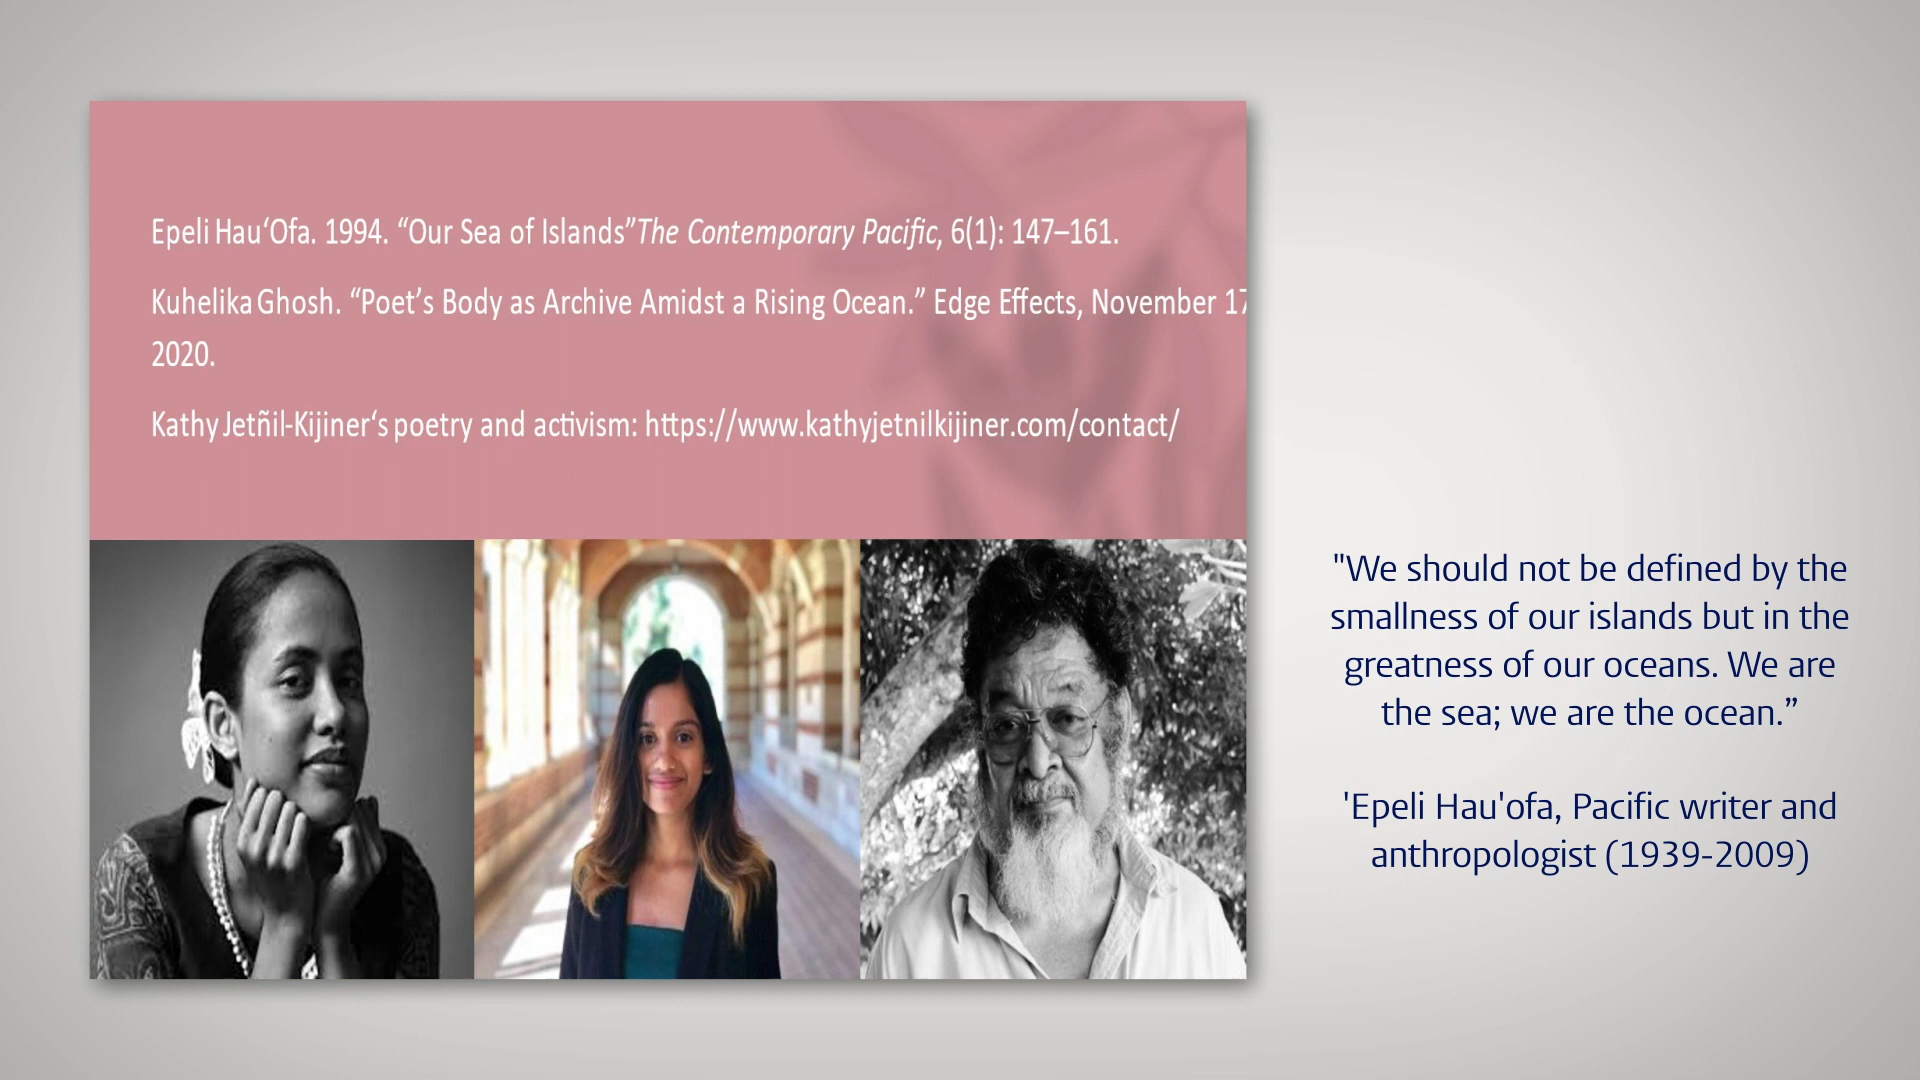 Epeli Hau‘Ofa. 1994. “Our Sea of Islands”The Contemporary Pacific, 6(1): 147–161.
Kuhelika Ghosh. “Poet’s Body as Archive Amidst a Rising Ocean.” Edge Effects, November 17
2020.
Kathy Jetñil-Kijiner‘s poetry and activism: https://www.kathyjetnilkijiner.com/contact/
"We should not be defined by the
smallness of our islands but in the
greatness of our oceans. We are
the sea; we are the ocean.”
'Epeli Hau'ofa, Pacific writer and
anthropologist (1939-2009)